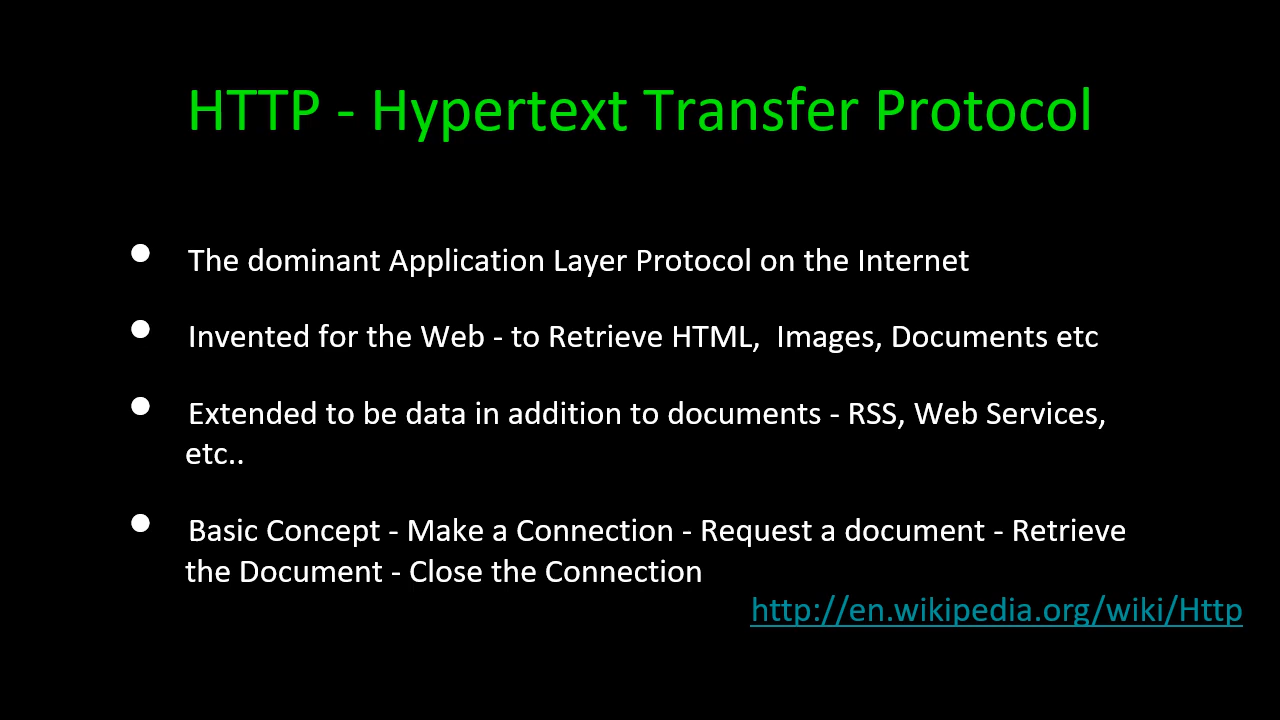 HTTP - Hypertext Transfer Protocol
• The dominant Application Layer Protocol on the Internet
• Invented for the Web - to Retrieve HTML,  Images, Documents etc
• Extended to be data in addition to documents - RSS, Web Services,
etc..
• Basic Concept - Make a Connection - Request a document - Retrieve
the Document - Close the Connection
http://en.wikipedia.org/wiki/Http